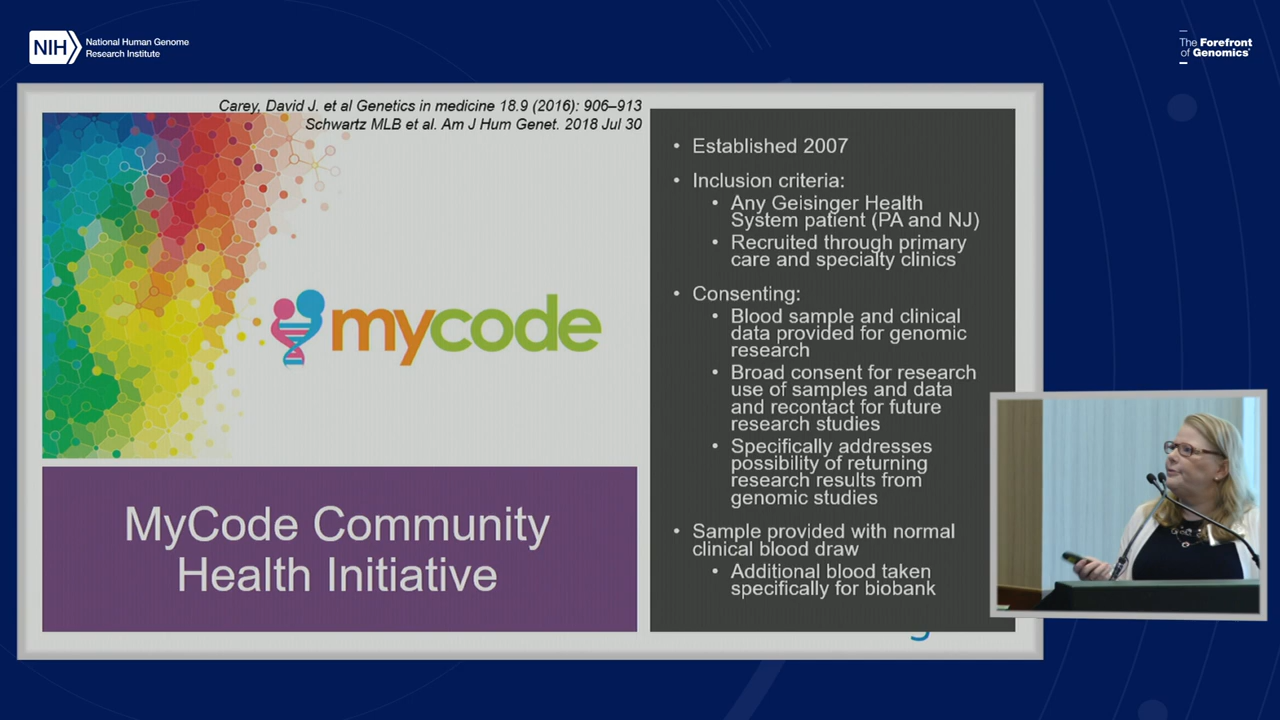 NIH
National Human Genome
Research Institute
The Forefront
of Genomics®
Carey, David J. et al Genetics in medicine 18.9 (2016): 906–913
Schwartz MLB et al. Am J Hum Genet. 2018 Jul 30
mycode
MyCode Community
Health Initiative
• Established 2007
• Inclusion criteria:
• Any Geisinger Health
System patient (PA and NJ)
• Recruited through primary
care and specialty clinics
• Consenting:
• Blood sample and clinical
data provided for genomic
research
• Broad consent for research
use of samples and data
and recontact for future
research studies
• Specifically addresses
possibility of returning
research results from
genomic studies
• Sample provided with normal
clinical blood draw
• Additional blood taken
specifically for biobank